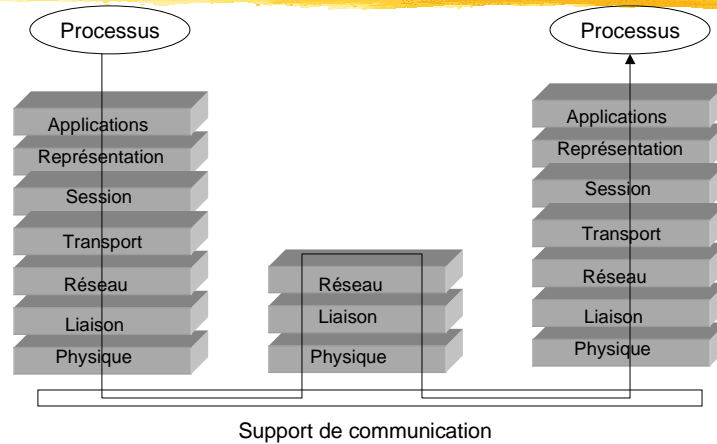 Processus
Processus
Applications
Représentation
Session
Transport
Réseau
Liaison
Physique
Réseau
Liaison
Physique
Applications
Représentation
Session
Transport
Réseau
Liaison
Physique
Support de communication